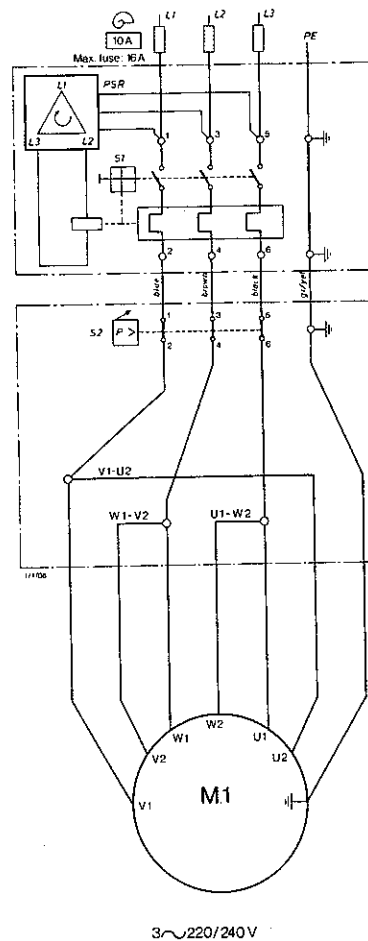 L1 L2 L3
PE
10A
Max. fuse: 16A
L1
PSR
L3 L2
1 3 5
S1
2 4 6
blue brown black gr/yel
S2
P >
1 3 5
2 4 6
V1-U2
W1-V2 U1-W2
W2
W1 U1
V2 U2
V1
M1
3~220/240V